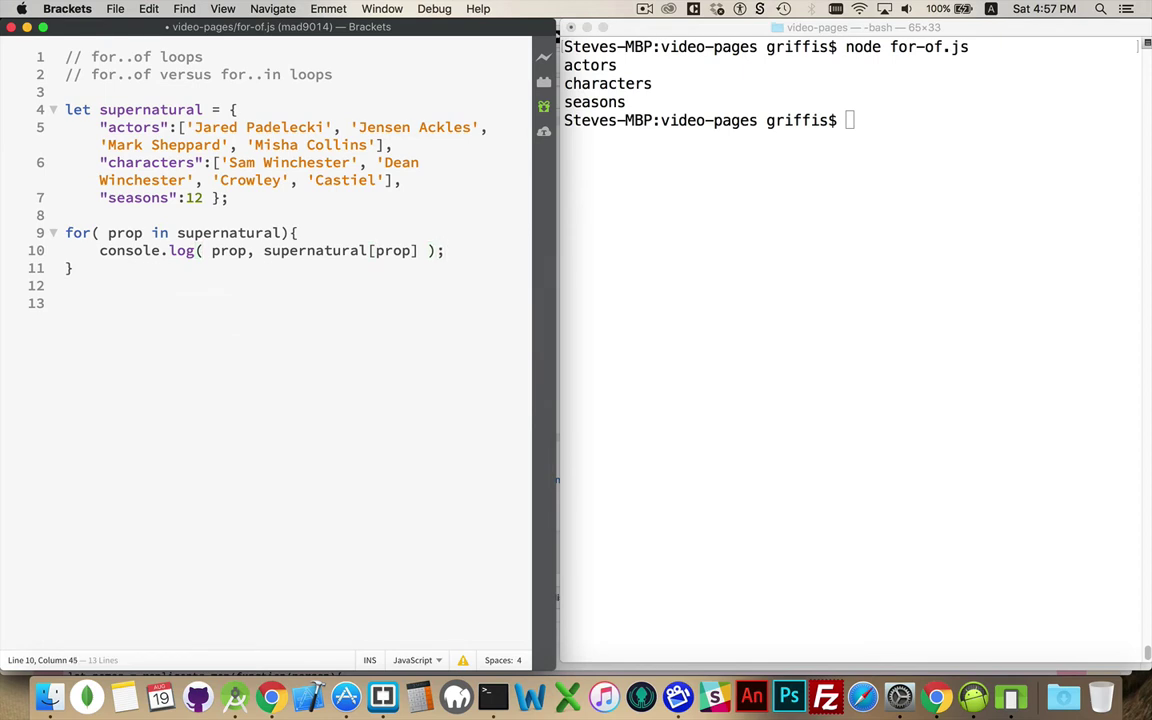 Brackets File Edit Find View Navigate Emmet Window Debug Help 100% Sat 4:57 PM
• video-pages/for-of.js (mad9014) — Brackets
video-pages — -bash — 65×33
1 // for..of loops
2 // for..of versus for..in loops
3
4 let supernatural = {
5 "actors":['Jared Padelecki', 'Jensen Ackles',
'Mark Sheppard', 'Misha Collins'],
6 "characters":['Sam Winchester', 'Dean
Winchester', 'Crowley', 'Castiel'],
7 "seasons":12 };
8
9 for( prop in supernatural){
10 console.log( prop, supernatural[prop] );
11 }
12
13
Steves-MBP:video-pages griffis$ node for-of.js
actors
characters
seasons
Steves-MBP:video-pages griffis$
Line 10, Column 45 — 13 Lines
INS JavaScript Spaces: 4